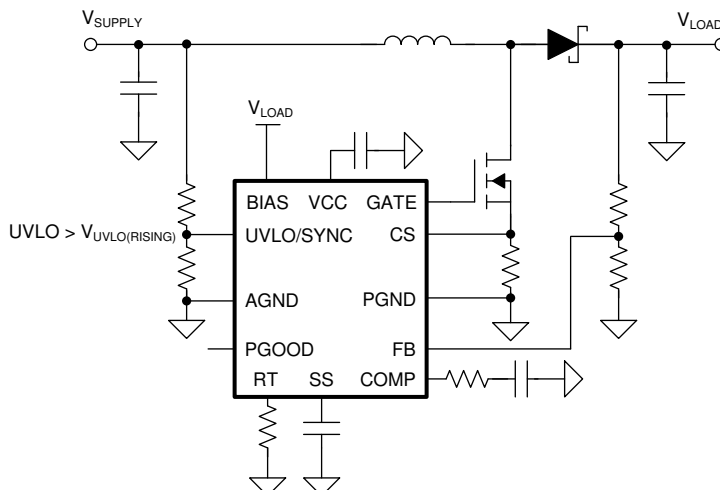 VSUPPLY
VLOAD
VLOAD
BIAS VCC GATE
UVLO > VUVLO(RISING)
UVLO/SYNC CS
AGND PGND
PGOOD FB
RT SS COMP